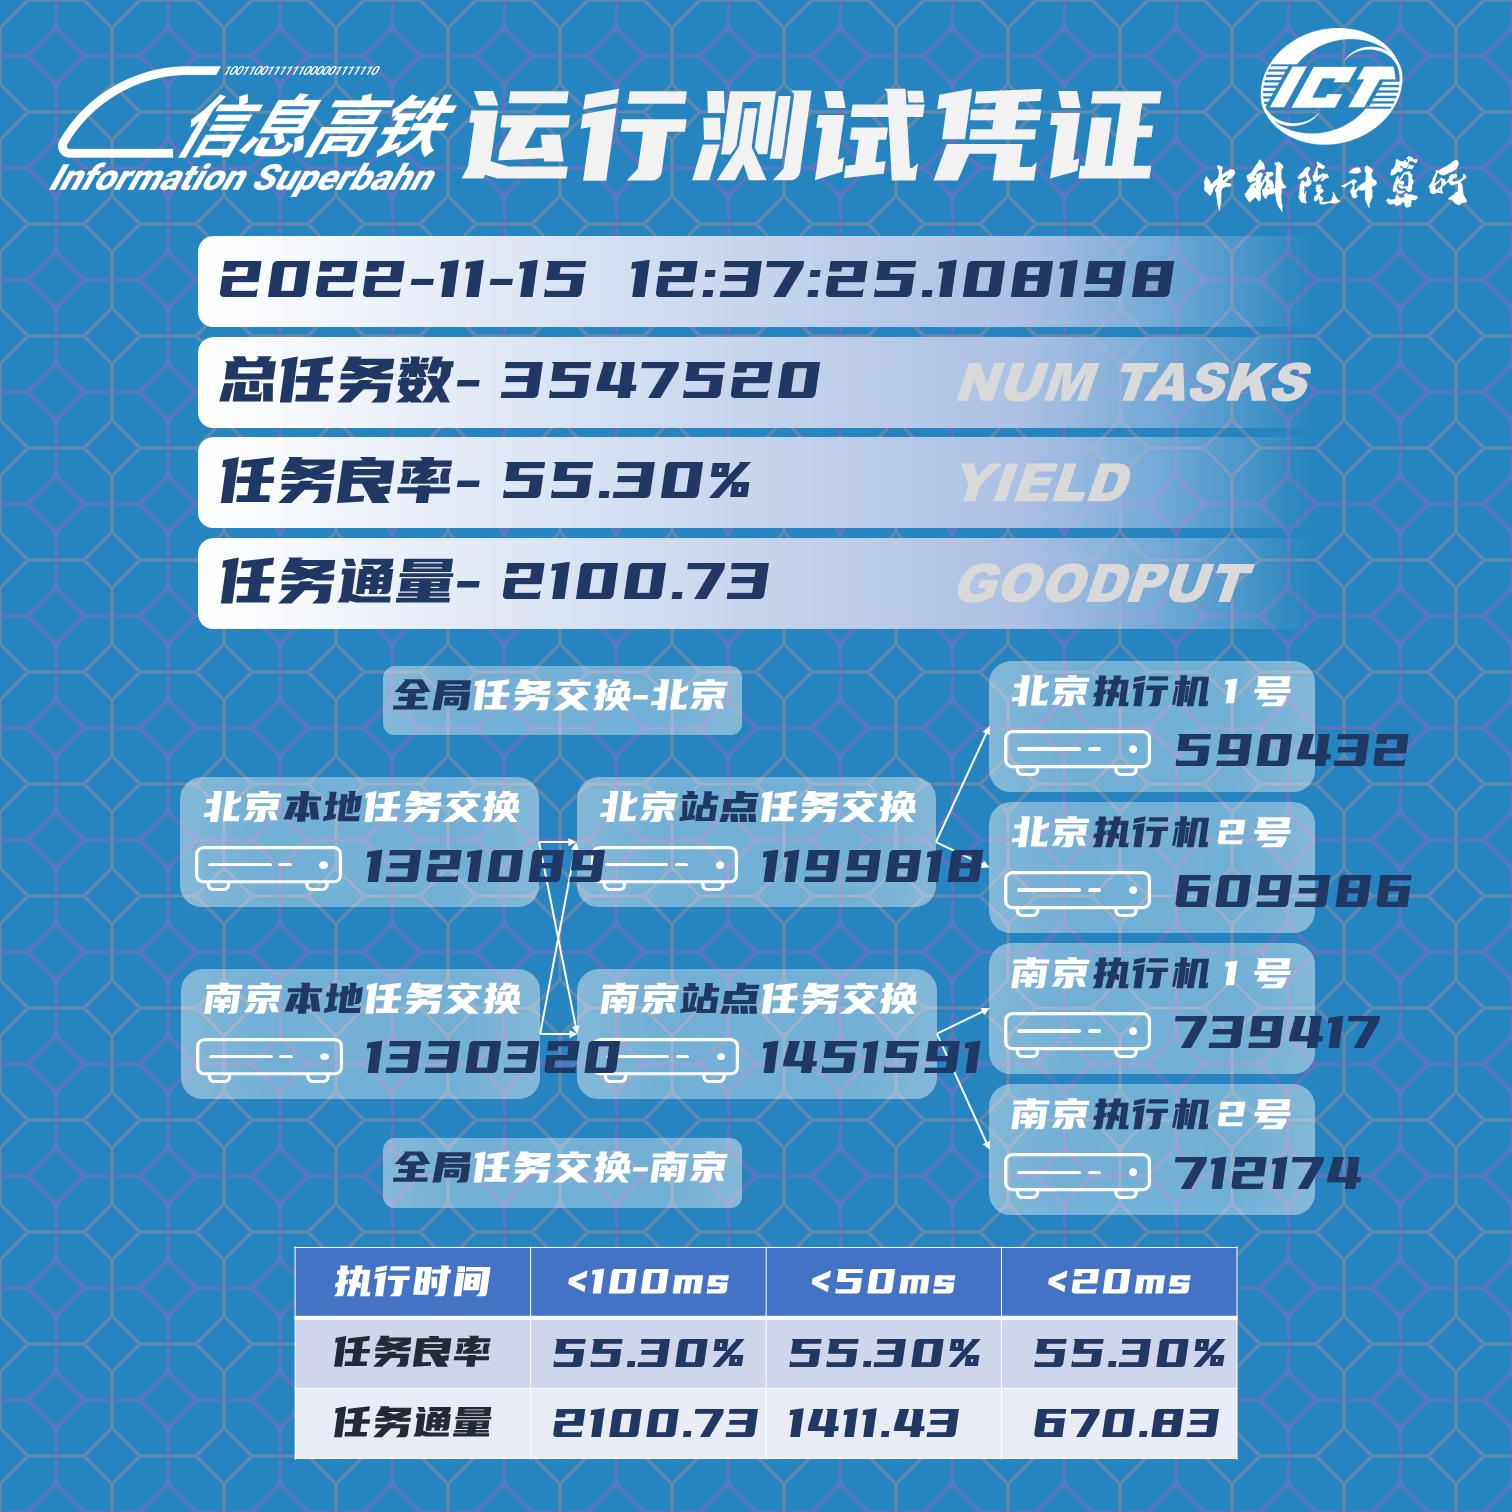 1001100111111000001111110
信息高铁
Information Superbahn
运行测试凭证
ICT
中科院计算所
2022-11-15 12:37:25.108198
总任务数- 3547520 NUM TASKS
任务良率- 55.30% YIELD
任务通量- 2100.73 GOODPUT
全局任务交换-北京
北京本地任务交换
1321089
北京站点任务交换
1199818
南京本地任务交换
1330320
南京站点任务交换
1451591
全局任务交换-南京
北京执行机1号
590432
北京执行机2号
609386
南京执行机1号
739417
南京执行机2号
712174
执行时间 <100ms <50ms <20ms
任务良率 55.30% 55.30% 55.30%
任务通量 2100.73 1411.43 670.83